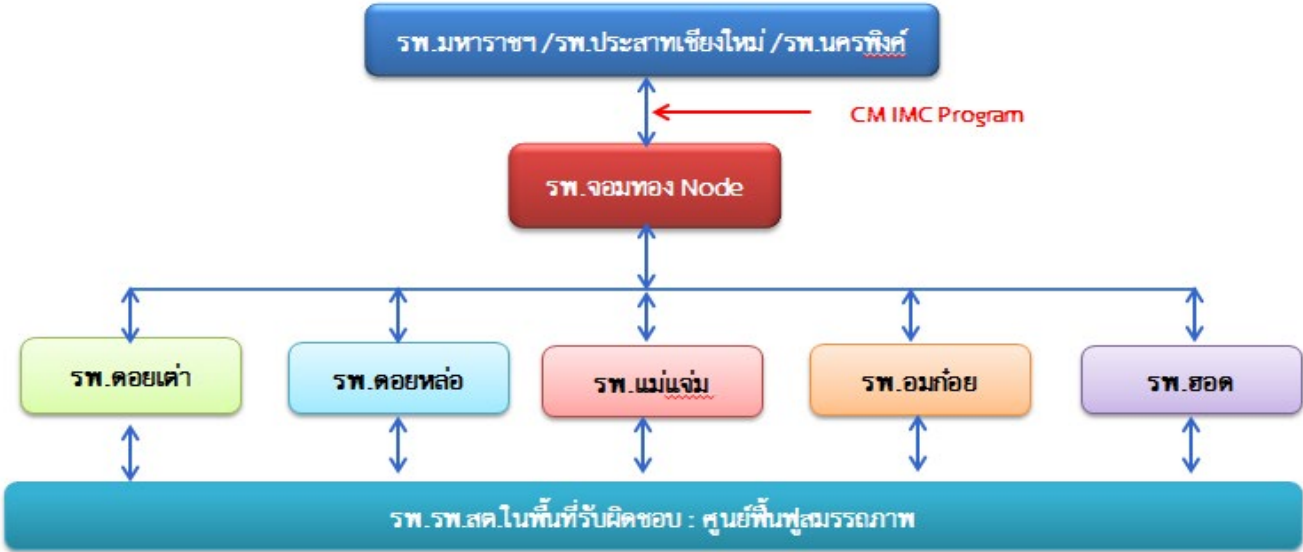 รพ.มหาราชฯ /รพ.ประสาทเชียงใหม่ /รพ.นครพิงค์
CM IMC Program
รพ.จอมทอง Node
รพ.ดอยเต่า
รพ.ดอยหล่อ
รพ.แม่แจ่ม
รพ.อมก๋อย
รพ.ฮอด
รพ.รพ.สต.ในพื้นที่รับผิดชอบ : ศูนย์ฟื้นฟูสมรรถภาพ